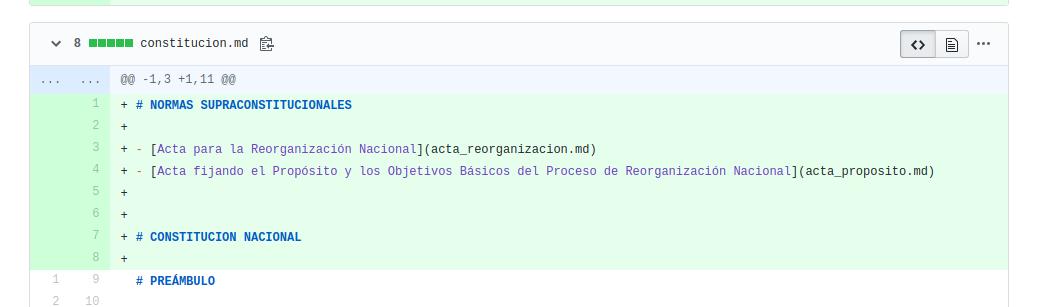 8 constitucion.md
... ... @@ -1,3 +1,11 @@
1 + # NORMAS SUPRACONSTITUCIONALES
2 +
3 + - [Acta para la Reorganización Nacional](acta_reorganizacion.md)
4 + - [Acta fijando el Propósito y los Objetivos Básicos del Proceso de Reorganización Nacional](acta_proposito.md)
5 +
6 +
7 + # CONSTITUCION NACIONAL
8 +
1 9 # PREÁMBULO
2 10